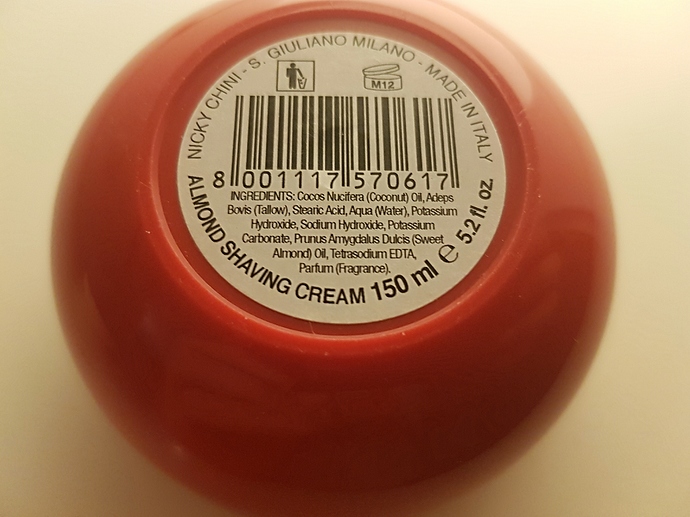 NICKY CHINI - S. GIULIANO MILANO - MADE IN ITALY
M12
8 001117 570617
INGREDIENTS: Cocos Nucifera (Coconut) Oil, Adeps
Bovis (Tallow), Stearic Acid, Aqua (Water), Potassium
Hydroxide, Sodium Hydroxide, Potassium
Carbonate, Prunus Amygdalus Dulcis (Sweet
Almond) Oil, Tetrasodium EDTA,
Parfum (Fragrance).
ALMOND SHAVING CREAM 150 ml ℮ 5.2 fl. oz.